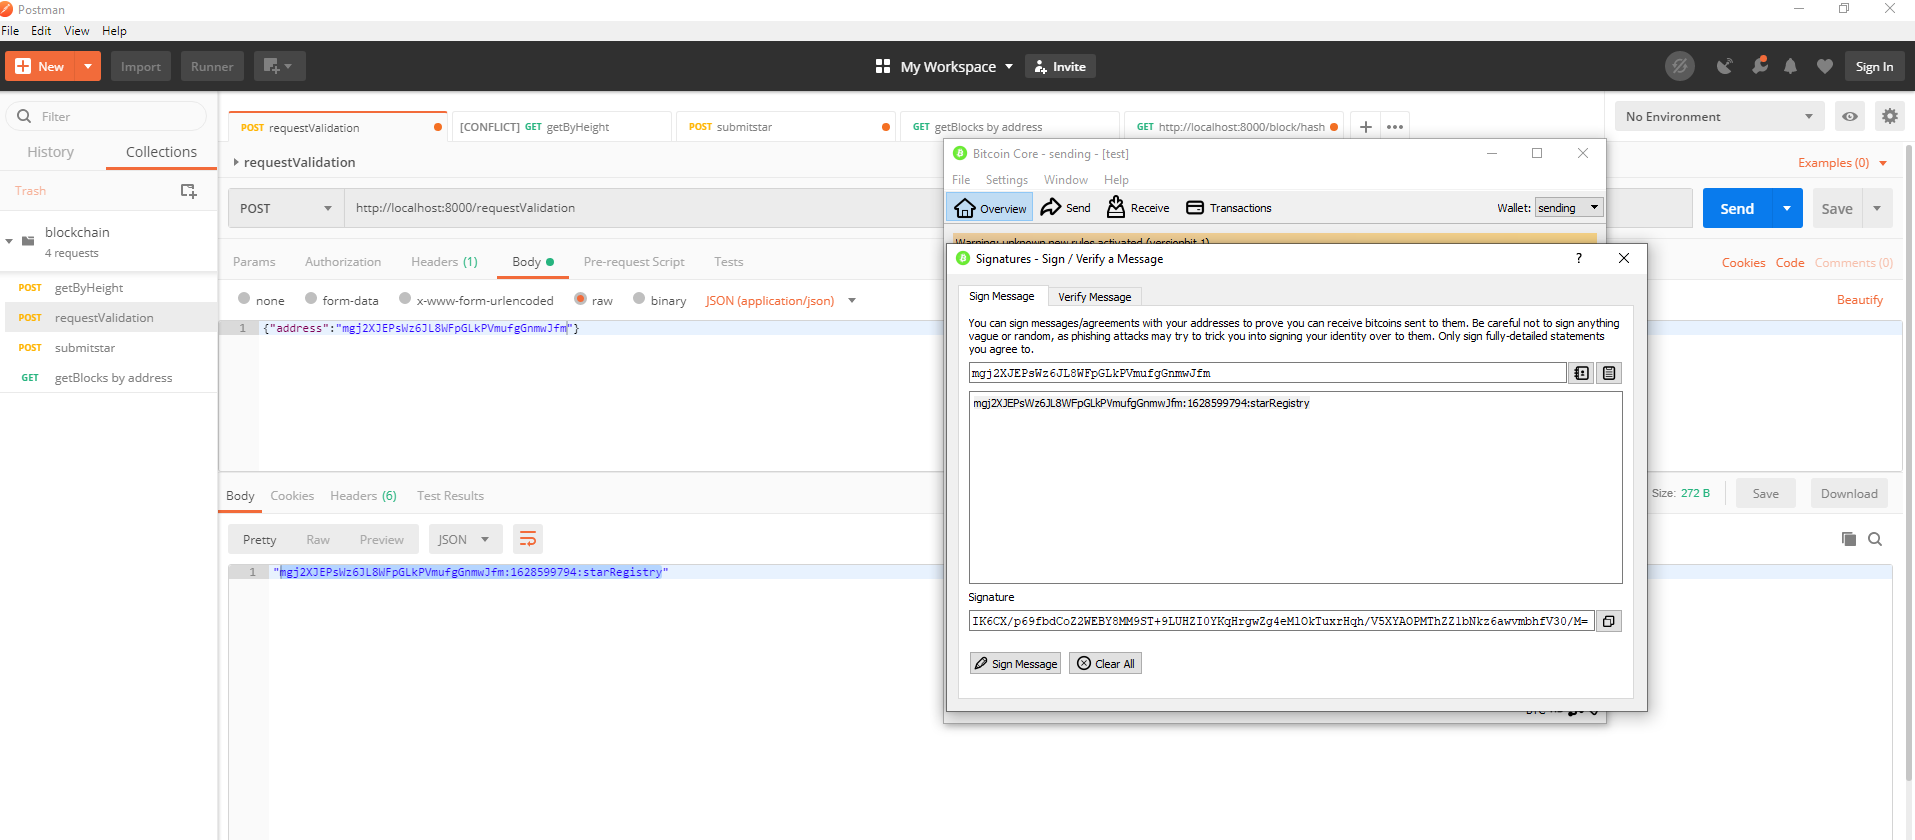 Postman
File Edit View Help
New Import Runner My Workspace Invite Sign In
Filter
History Collections
Trash
blockchain
4 requests
POST getByHeight
POST requestValidation
POST submitstar
GET getBlocks by address
POST requestValidation [CONFLICT] GET getByHeight POST submitstar GET getBlocks by address GET http://localhost:8000/block/hash
No Environment
requestValidation
Examples (0)
POST http://localhost:8000/requestValidation
Send Save
Params Authorization Headers (1) Body Pre-request Script Tests
Cookies Code Comments (0)
none form-data x-www-form-urlencoded raw binary JSON (application/json)
Beautify
1 {"address":"mgj2XJEPsWz6JL8WFpGLkPVmufgGnmwJfm"}
Body Cookies Headers (6) Test Results
Size: 272 B Save Download
Pretty Raw Preview JSON
1 "mgj2XJEPsWz6JL8WFpGLkPVmufgGnmwJfm:1628599794:starRegistry"
Bitcoin Core - sending - [test]
File Settings Window Help
Overview Send Receive Transactions Wallet: sending
Warning: unknown new rules activated (versionbit 1)
Signatures - Sign / Verify a Message
Sign Message Verify Message
You can sign messages/agreements with your addresses to prove you can receive bitcoins sent to them. Be careful not to sign anything
vague or random, as phishing attacks may try to trick you into signing your identity over to them. Only sign fully-detailed statements
you agree to.
mgj2XJEPsWz6JL8WFpGLkPVmufgGnmwJfm
mgj2XJEPsWz6JL8WFpGLkPVmufgGnmwJfm:1628599794:starRegistry
Signature
IK6CX/p69fbdCoZ2WEBY8MM9ST+9LUHZI0YKqHrgwZg4eMlOkTuxrHqh/V5XYAOPMThZZlbNkz6awvmbhfV30/M=
Sign Message Clear All